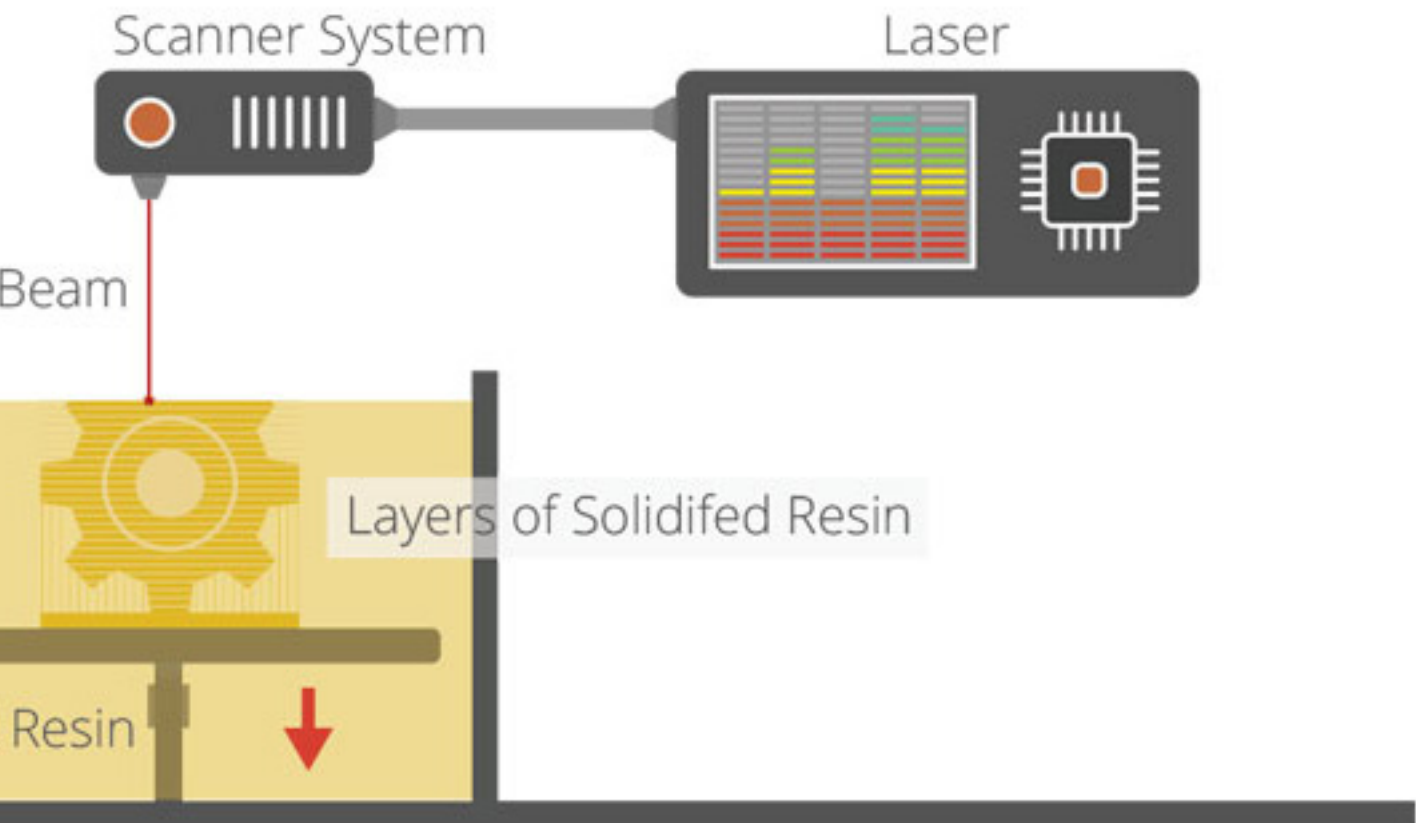 Scanner System
Laser
Beam
Layers of Solidifed Resin
Resin